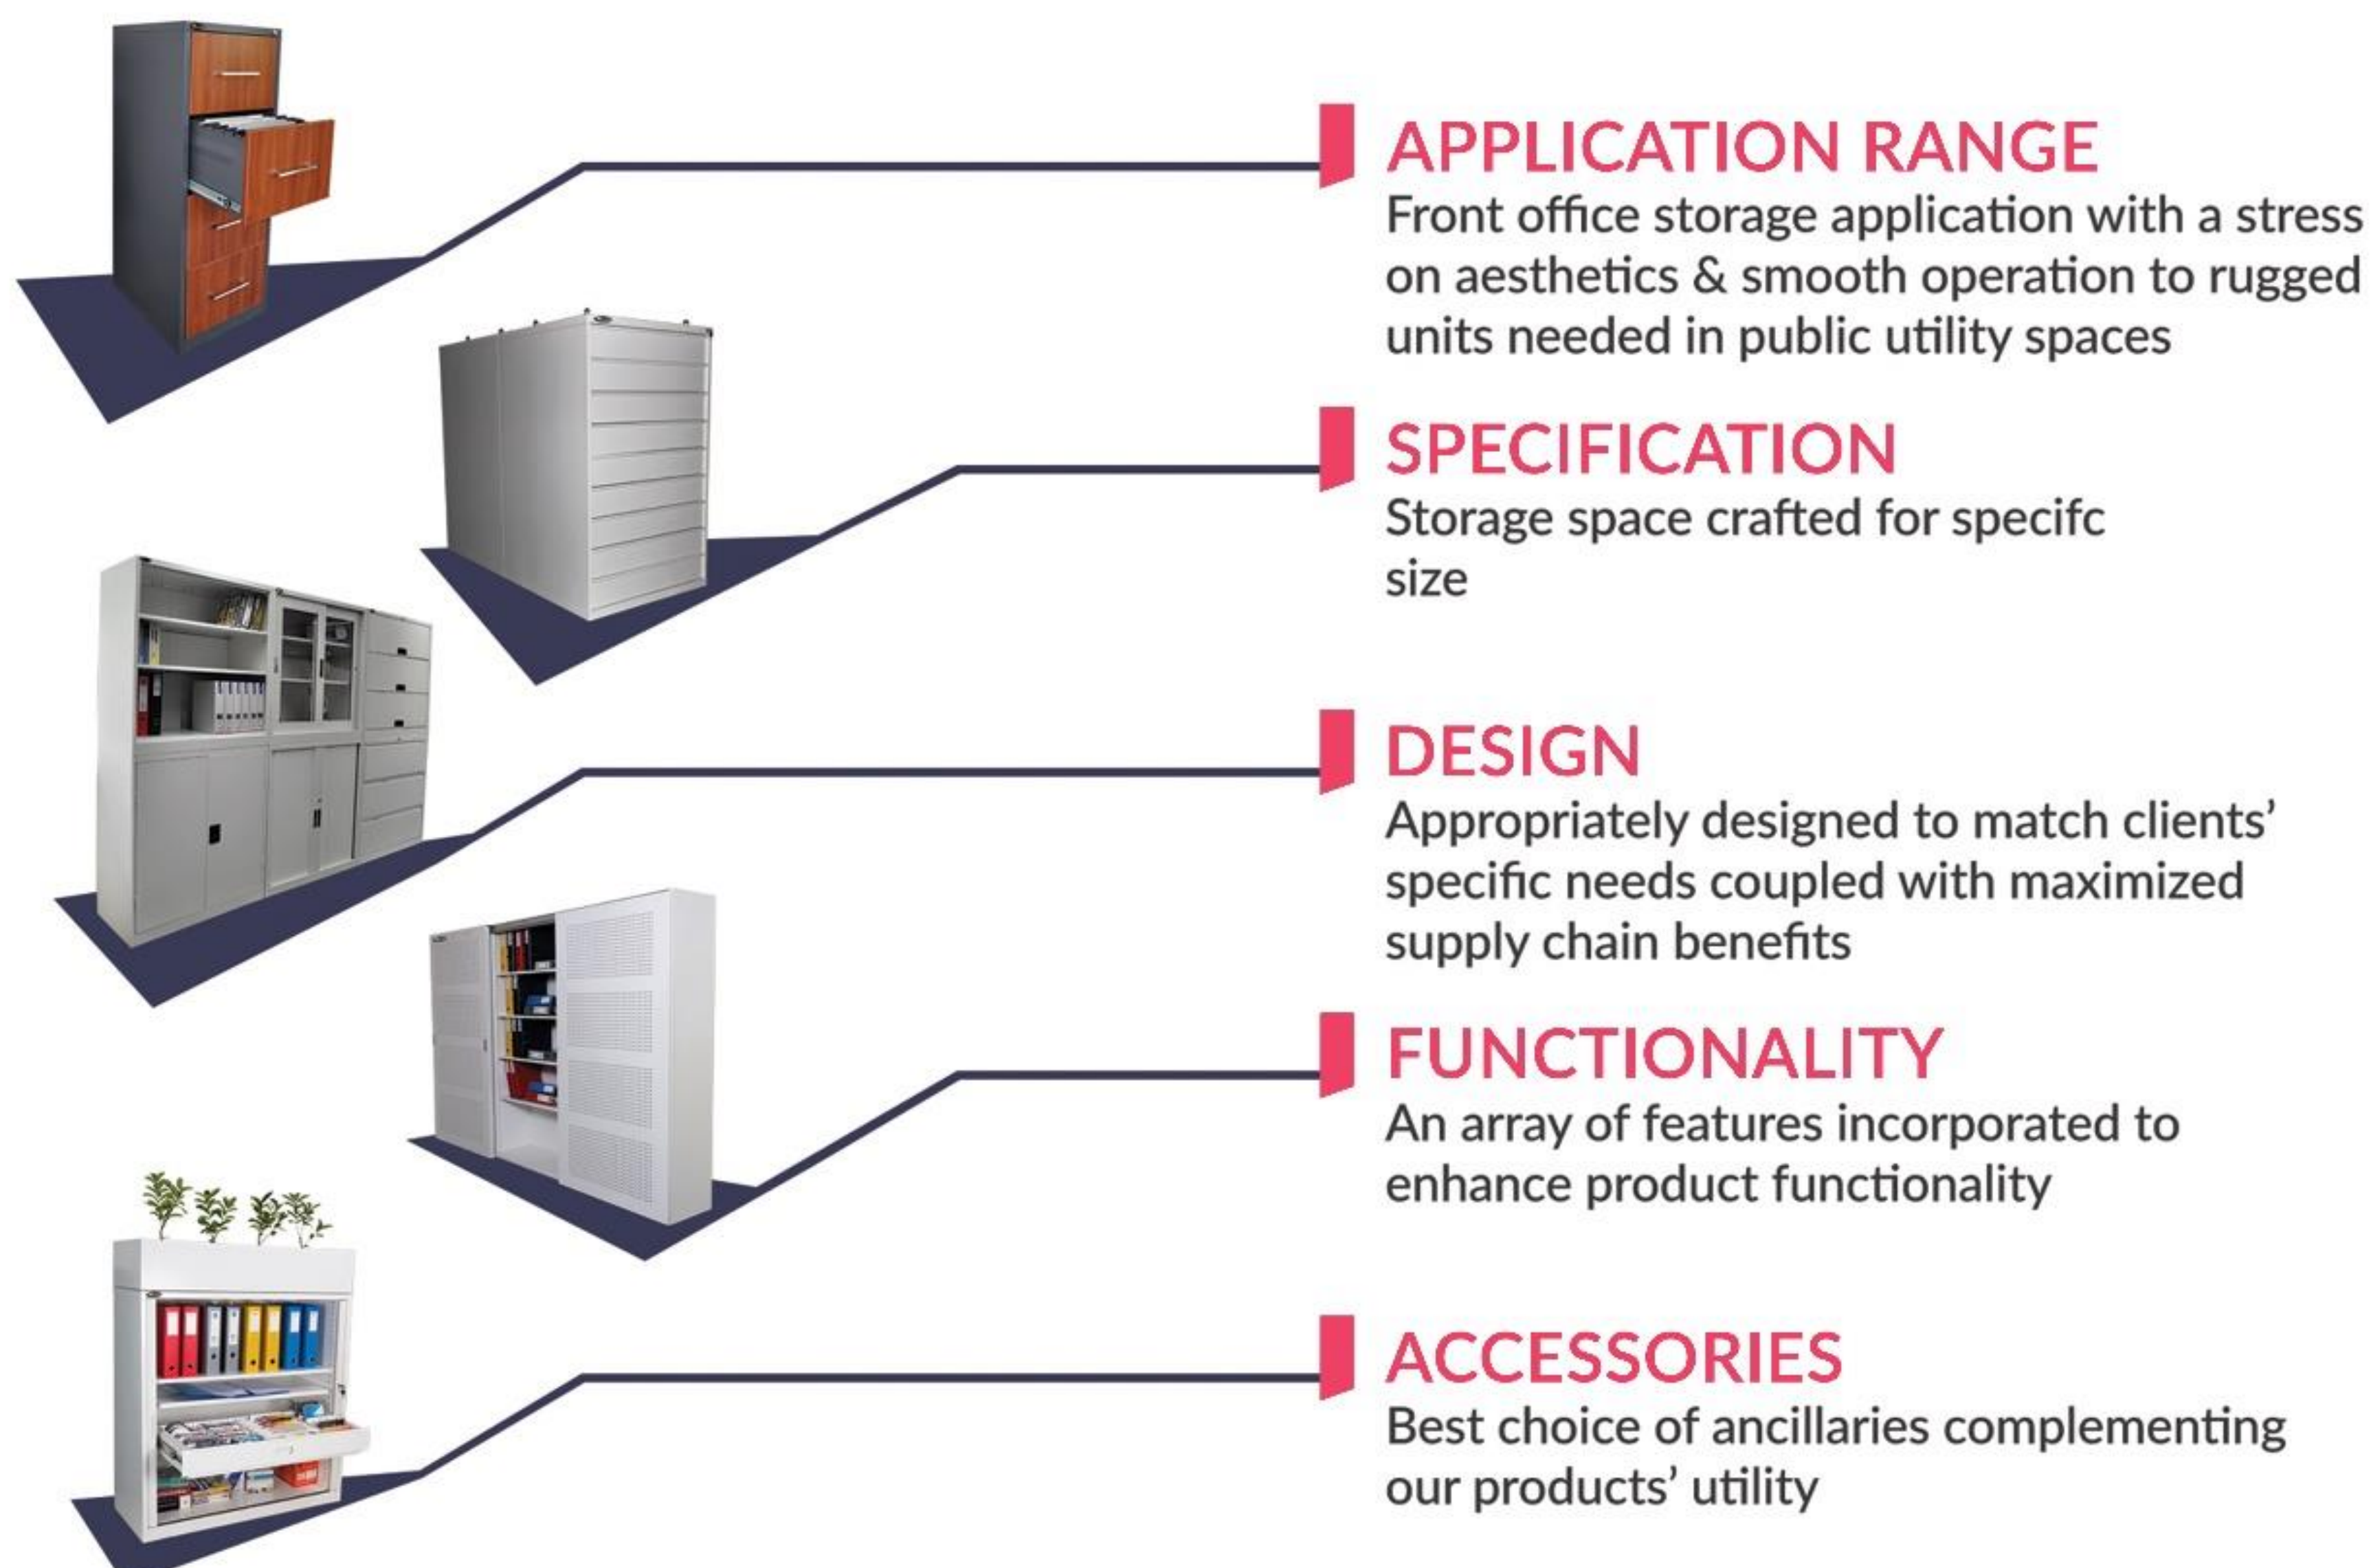 APPLICATION RANGE
Front office storage application with a stress
on aesthetics & smooth operation to rugged
units needed in public utility spaces
SPECIFICATION
Storage space crafted for specifc
size
DESIGN
Appropriately designed to match clients’
specific needs coupled with maximized
supply chain benefits
FUNCTIONALITY
An array of features incorporated to
enhance product functionality
ACCESSORIES
Best choice of ancillaries complementing
our products’ utility